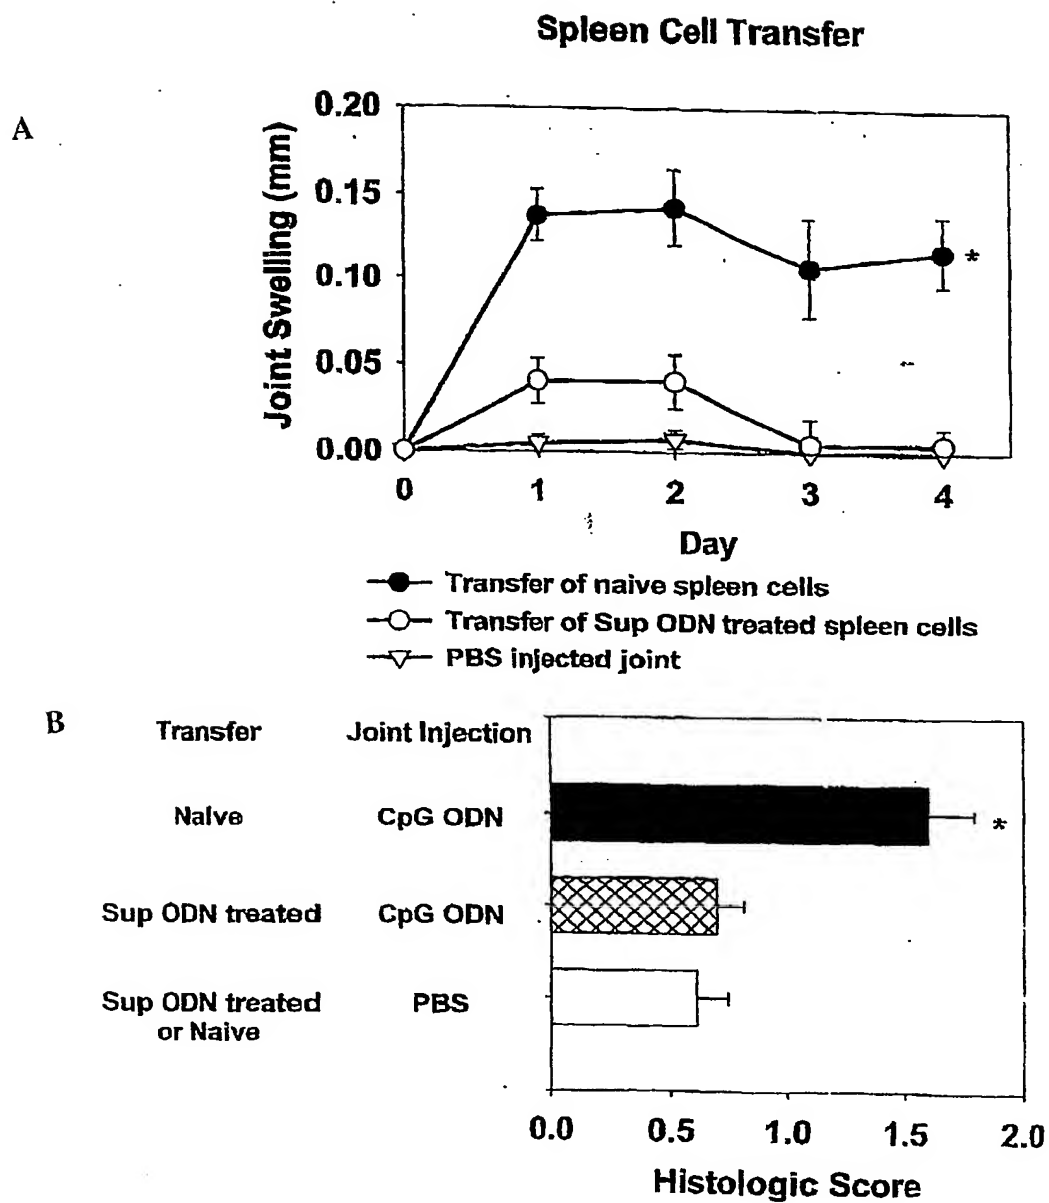 Spleen Cell Transfer
A
Joint Swelling (mm)
0.20
0.15
0.10
0.05
0.00
0 1 2 3 4
*
Day
Transfer of naive spleen cells
Transfer of Sup ODN treated spleen cells
PBS injected joint
B
Transfer Joint Injection
Naive CpG ODN
*
Sup ODN treated CpG ODN
Sup ODN treated PBS
or Naive
0.0 0.5 1.0 1.5 2.0
Histologic Score